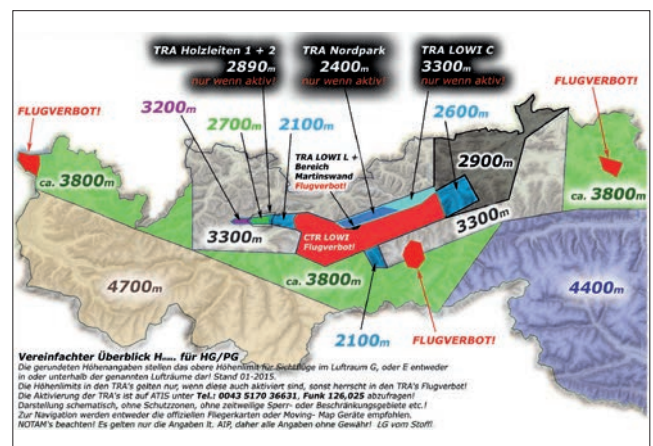 TRA Holzleiten 1 + 2
2890m
nur wenn aktiv!
TRA Nordpark
2400m
nur wenn aktiv!
TRA LOWI C
3300m
nur wenn aktiv!
FLUGVERBOT!
FLUGVERBOT!
3200m
2700m
2100m
2600m
TRA LOWI L +
Bereich
Martinswand
Flugverbot!
2900m
ca. 3800m
ca. 3800m
3300m
3300m
CTR LOWI
Flugverbot!
ca. 3800m
4700m
4400m
2100m
FLUGVERBOT!
Vereinfachter Überblick Hmax. für HG/PG
Die gerundeten Höhenangaben stellen das obere Höhenlimit für Sichtflüge im Luftraum G, oder E entweder
in oder unterhalb der genannten Lufträume dar! Stand 01-2015.
Die Höhenlimits in den TRA's gelten nur, wenn diese auch aktiviert sind, sonst herrscht in den TRA's Flugverbot!
Die Aktivierung der TRA's ist auf ATIS unter Tel.: 0043 5170 36631, Funk 126,025 abzufragen!
Darstellung schematisch, ohne Schutzzonen, ohne zeitweilige Sperr- oder Beschränkungsgebiete etc.!
Zur Navigation werden entweder die offiziellen Fliegerkarten oder Moving- Map Geräte empfohlen.
NOTAM's beachten! Es gelten nur die Angaben lt. AIP, daher alle Angaben ohne Gewähr! LG vom Stoffl